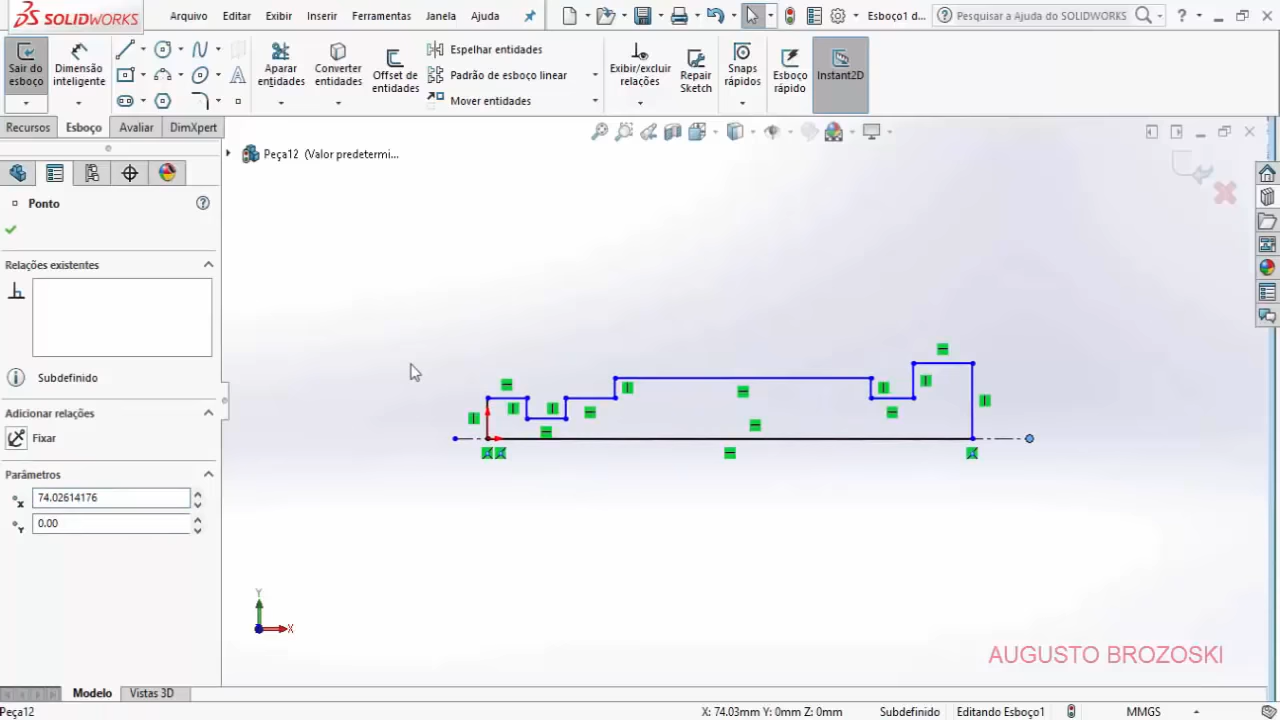 SOLIDWORKS
Arquivo Editar Exibir Inserir Ferramentas Janela Ajuda
Esboço1 d...
Pesquisar a Ajuda do SOLIDWORKS
Sair do esboço
Dimensão inteligente
Aparar entidades
Converter entidades
Offset de entidades
Espelhar entidades
Padrão de esboço linear
Mover entidades
Exibir/excluir relações
Repair Sketch
Snaps rápidos
Esboço rápido
Instant2D
Recursos Esboço Avaliar DimXpert
Peça12 (Valor predetermi...
Ponto
Relações existentes
Subdefinido
Adicionar relações
Fixar
Parâmetros
x 74.02614176
Y 0.00
Y
X
AUGUSTO BROZOSKI
Modelo Vistas 3D
Peça12 X: 74.03mm Y: 0mm Z: 0mm Subdefinido Editando Esboço1 MMGS